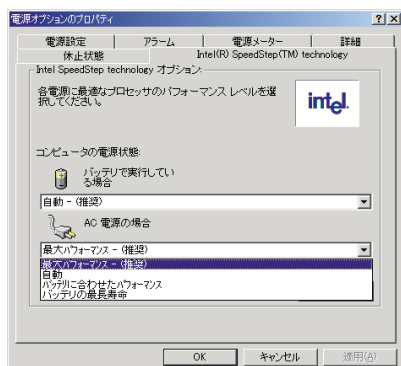 電源オプションのプロパティ
電源設定 アラーム 電源メーター 詳細
休止状態 Intel(R) SpeedStep(TM) technology
Intel SpeedStep technology オプション:
各電源に最適なプロセッサのパフォーマンス レベルを選
択してください。
intel.
コンピュータの電源状態:
バッテリで実行してい
る場合
自動 - (推奨)
AC 電源の場合
最大パフォーマンス - (推奨)
最大パフォーマンス - (推奨)
自動
バッテリに合わせたパフォーマンス
バッテリの最長寿命
OK キャンセル 適用(A)